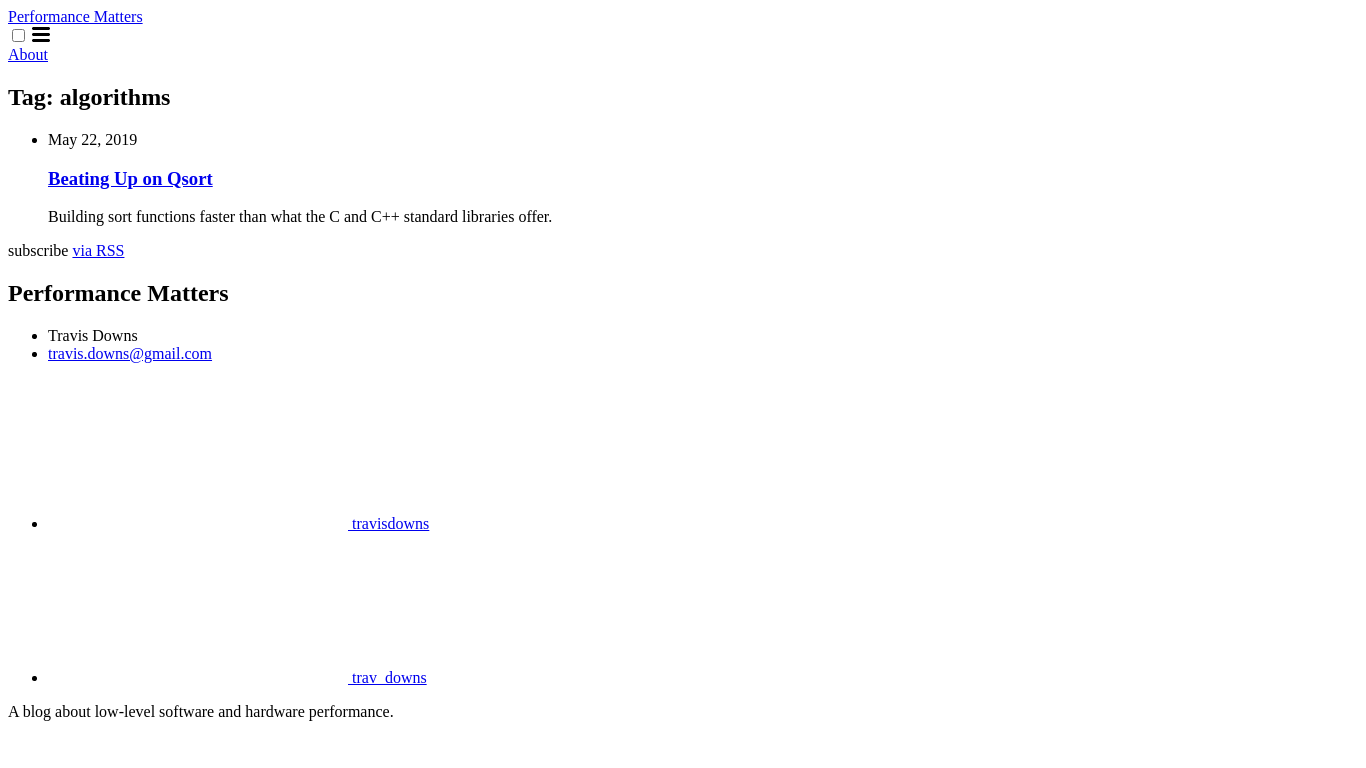 Performance Matters
About
Tag: algorithms
May 22, 2019
Beating Up on Qsort
Building sort functions faster than what the C and C++ standard libraries offer.
subscribe via RSS
Performance Matters
Travis Downs
travis.downs@gmail.com
travisdowns
trav_downs
A blog about low-level software and hardware performance.